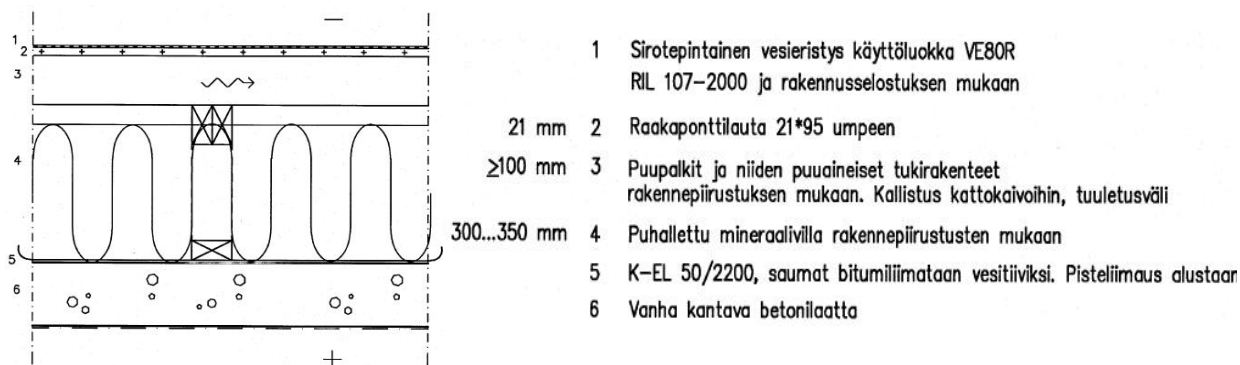 1
2
3
4
5
6
1 Sirotepintainen vesieristys käyttöluokka VE80R
RIL 107-2000 ja rakennusselostuksen mukaan
21 mm 2 Raakaponttilauta 21*95 umpeen
≥100 mm 3 Puupalkit ja niiden puuaineiset tukirakenteet
rakennepiirustuksen mukaan. Kallistus kattokaivoihin, tuuletusväli
300...350 mm 4 Puhallettu mineraalivilla rakennepiirustusten mukaan
5 K-EL 50/2200, saumat bitumiliimataan vesitiiviksi. Pisteliimaus alustaan
6 Vanha kantava betonilaatta